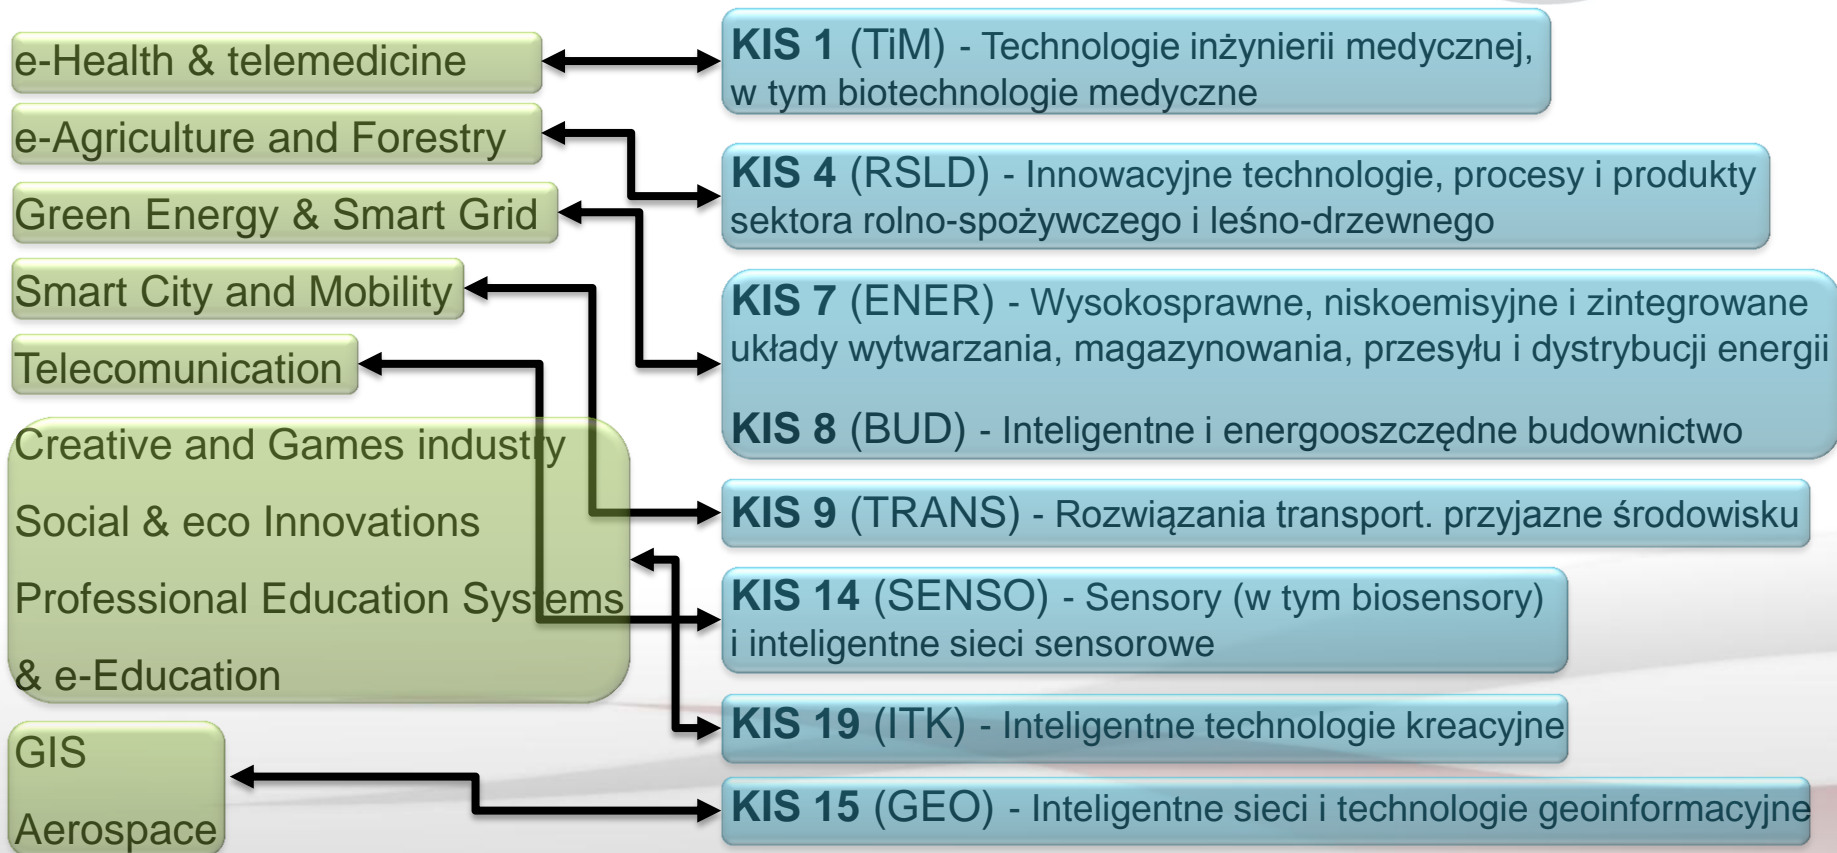 e-Health & telemedicine
e-Agriculture and Forestry
Green Energy & Smart Grid
Smart City and Mobility
Telecomunication
Creative and Games industry
Social & eco Innovations
Professional Education Systems
& e-Education
GIS
Aerospace
KIS 1 (TiM) - Technologie inżynierii medycznej,
w tym biotechnologie medyczne
KIS 4 (RSLD) - Innowacyjne technologie, procesy i produkty
sektora rolno-spożywczego i leśno-drzewnego
KIS 7 (ENER) - Wysokosprawne, niskoemisyjne i zintegrowane
układy wytwarzania, magazynowania, przesyłu i dystrybucji energii
KIS 8 (BUD) - Inteligentne i energooszczędne budownictwo
KIS 9 (TRANS) - Rozwiązania transport. przyjazne środowisku
KIS 14 (SENSO) - Sensory (w tym biosensory)
i inteligentne sieci sensorowe
KIS 19 (ITK) - Inteligentne technologie kreacyjne
KIS 15 (GEO) - Inteligentne sieci i technologie geoinformacyjne